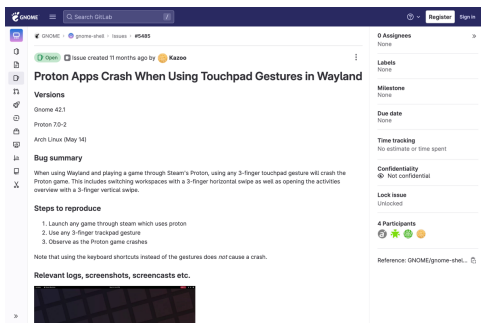 GNOME
Search GitLab
/
Register
Sign in
GNOME › gnome-shell › Issues › #5485
Open Issue created 11 months ago by Kazoo
Proton Apps Crash When Using Touchpad Gestures in Wayland
Versions
Gnome 42.1
Proton 7.0-2
Arch Linux (May 14)
Bug summary
When using Wayland and playing a game through Steam's Proton, using any 3-finger touchpad gesture will crash the
Proton game. This includes switching workspaces with a 3-finger horizontal swipe as well as opening the activities
overview with a 3-finger vertical swipe.
Steps to reproduce
1. Launch any game through steam which uses proton
2. Use any 3-finger trackpad gesture
3. Observe as the Proton game crashes
Note that using the keyboard shortcuts instead of the gestures does not cause a crash.
Relevant logs, screenshots, screencasts etc.
0 Assignees
None
Labels
None
Milestone
None
Due date
None
Time tracking
No estimate or time spent
Confidentiality
Not confidential
Lock issue
Unlocked
4 Participants
Reference: GNOME/gnome-shel...